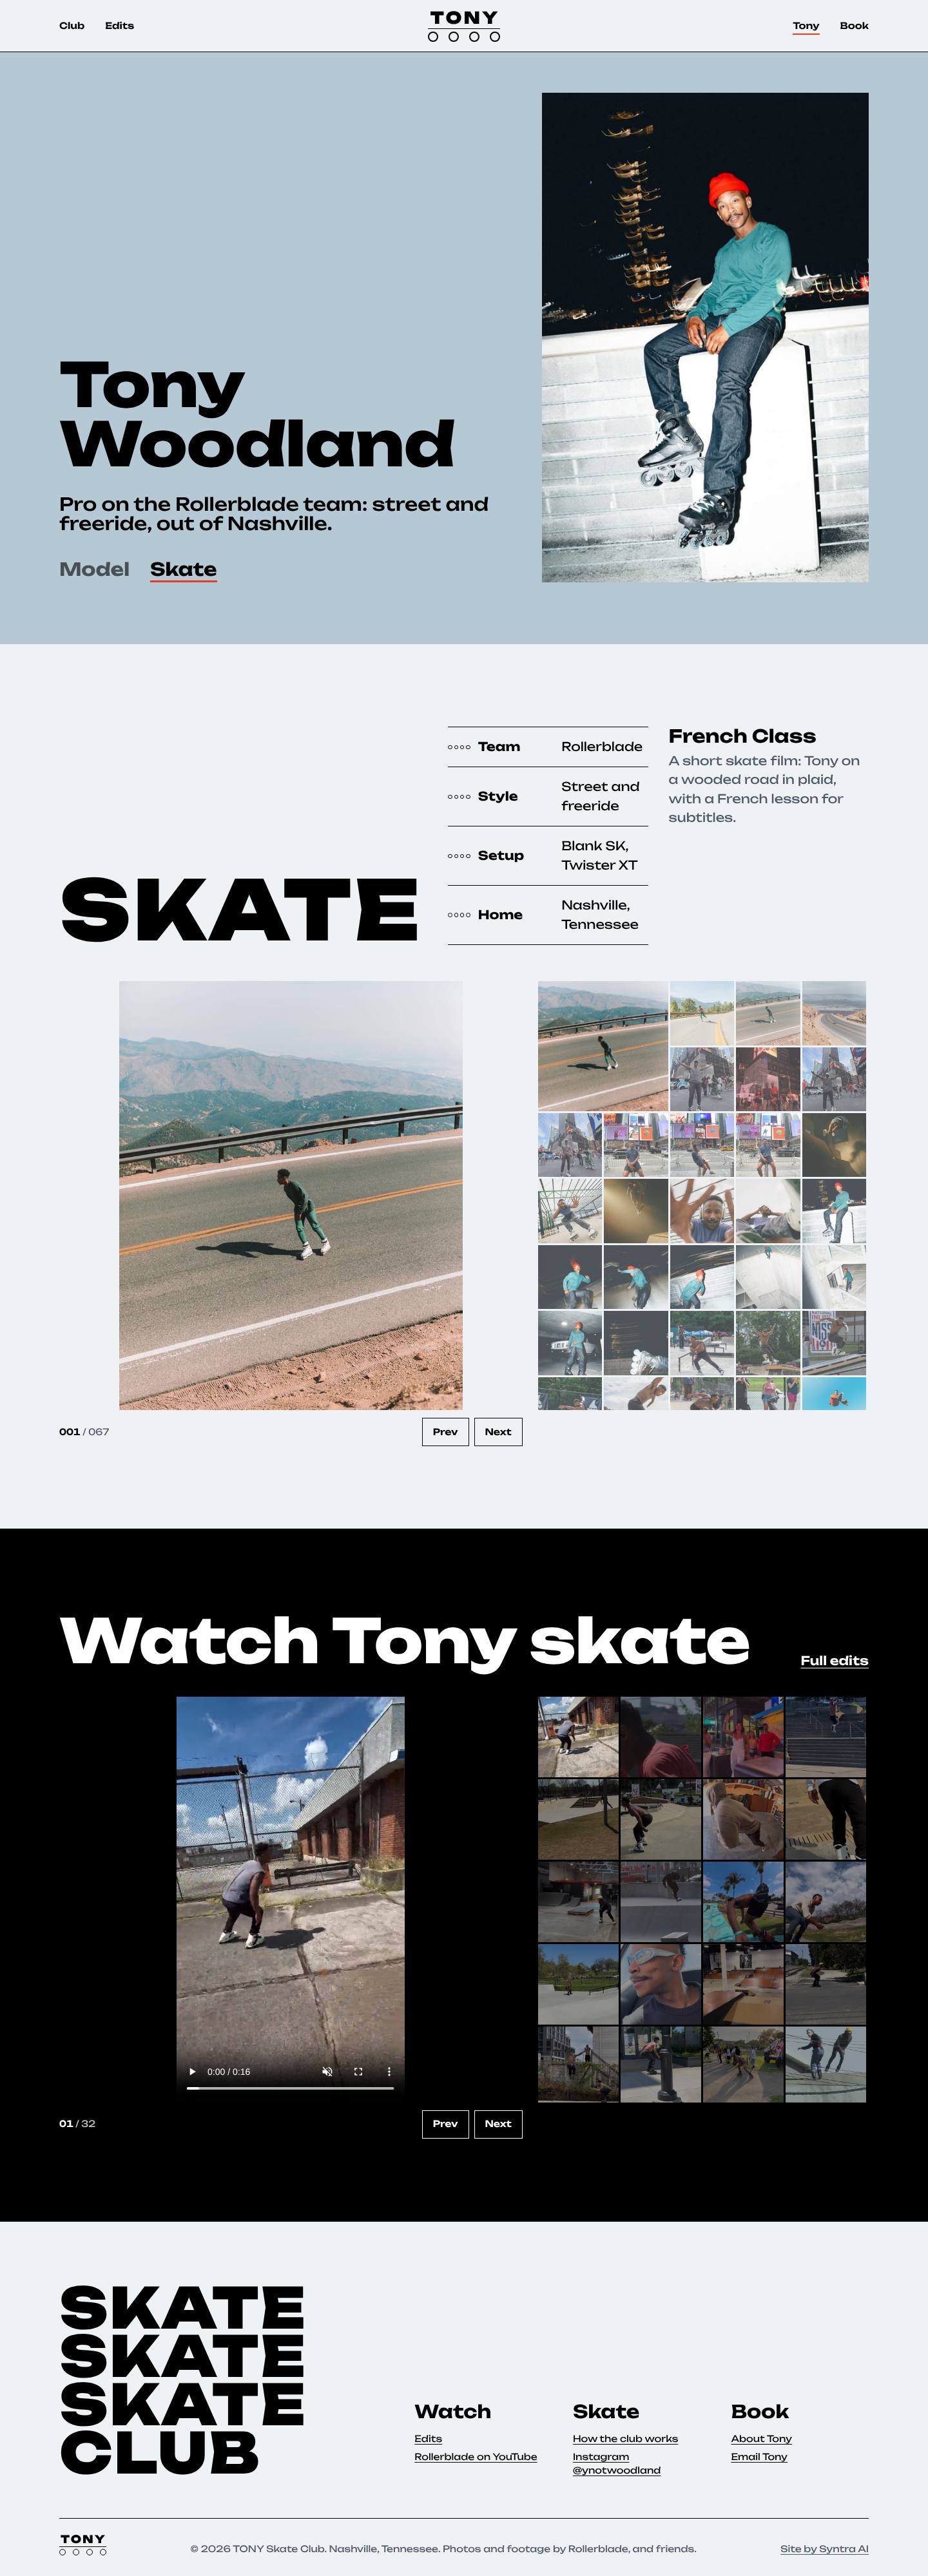 Club
Edits
TONY
Tony
Book
Tony
Woodland
Pro on the Rollerblade team: street and
freeride, out of Nashville.
Model
Skate
SKATE
Team
Rollerblade
Style
Street and
freeride
Setup
Blank SK,
Twister XT
Home
Nashville,
Tennessee
French Class
A short skate film: Tony on
a wooded road in plaid,
with a French lesson for
subtitles.
001 / 067
Prev
Next
Watch Tony skate
Full edits
0:00 / 0:16
01 / 32
Prev
Next
SKATE
SKATE
SKATE
CLUB
Watch
Edits
Rollerblade on YouTube
Skate
How the club works
Instagram
@ynotwoodland
Book
About Tony
Email Tony
TONY
© 2026 TONY Skate Club. Nashville, Tennessee. Photos and footage by Rollerblade, and friends.
Site by Syntra AI